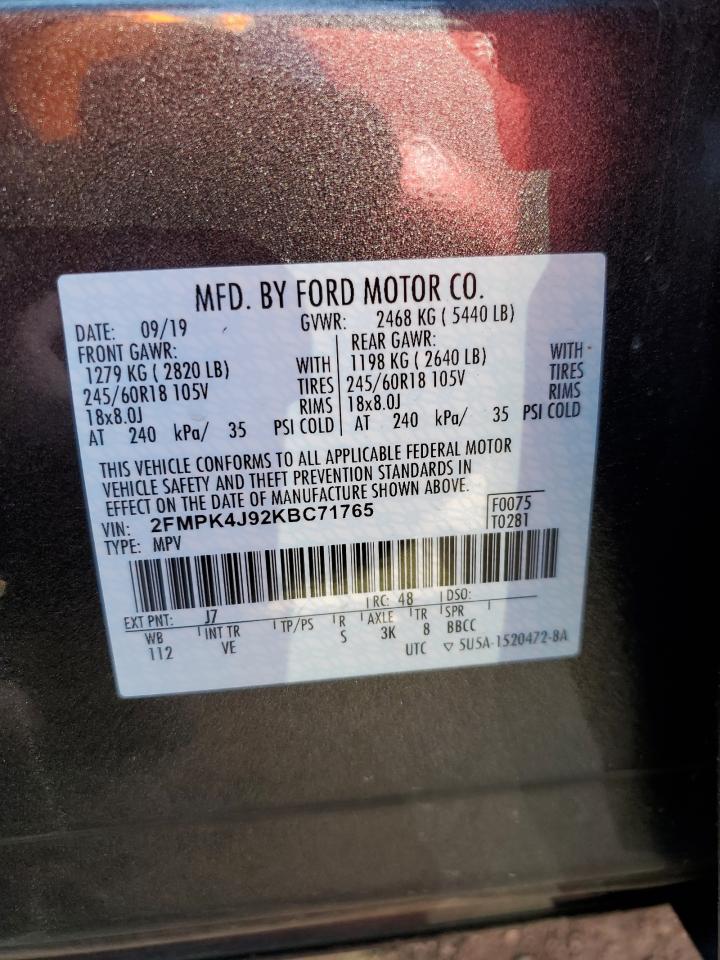 MFD. BY FORD MOTOR CO.
DATE: 09/19 GVWR: 2468 KG ( 5440 LB)
FRONT GAWR: REAR GAWR:
1279 KG ( 2820 LB) WITH 1198 KG ( 2640 LB) WITH
245/60R18 105V TIRES 245/60R18 105V TIRES
18x8.0J RIMS 18x8.0J RIMS
AT 240 kPa/ 35 PSI COLD AT 240 kPa/ 35 PSI COLD
THIS VEHICLE CONFORMS TO ALL APPLICABLE FEDERAL MOTOR
VEHICLE SAFETY AND THEFT PREVENTION STANDARDS IN
EFFECT ON THE DATE OF MANUFACTURE SHOWN ABOVE.
VIN: 2FMPK4J92KBC71765 F0075
TYPE: MPV T0281
EXT PNT: J7 RC: 48 DSO:
WB INT TR TP/PS R AXLE TR SPR
112 VE S 3K 8 BBCC
UTC ▽ 5U5A-1520472-8A